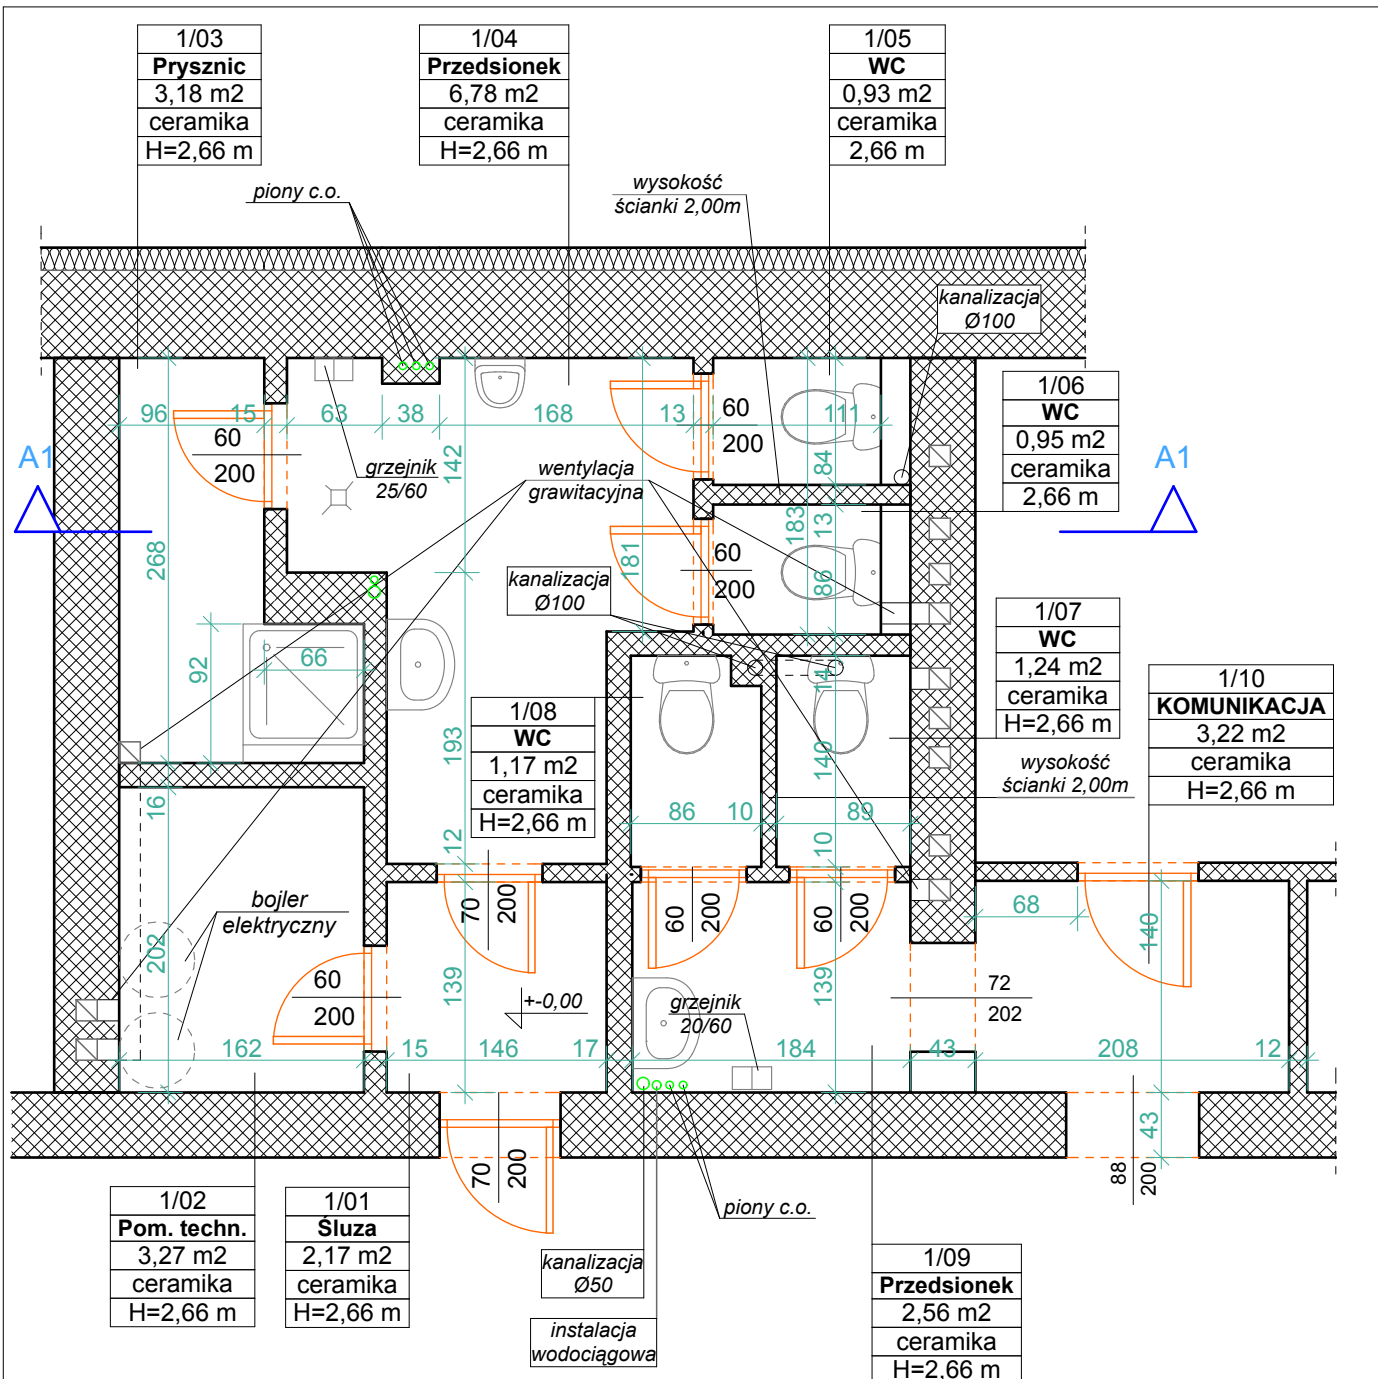 1/03
Prysznic
3,18 m2
ceramika
H=2,66 m
1/04
Przedsionek
6,78 m2
ceramika
H=2,66 m
1/05
WC
0,93 m2
ceramika
2,66 m
piony c.o.
wysokość
ścianki 2,00m
kanalizacja
Ø100
1/06
WC
0,95 m2
ceramika
2,66 m
96
15
63
38
168
13
111
60
200
60
200
84
A1
A1
grzejnik
25/60
142
wentylacja
grawitacyjna
268
183
13
181
60
200
86
kanalizacja
Ø100
1/07
WC
1,24 m2
ceramika
H=2,66 m
92
66
14
1/10
KOMUNIKACJA
3,22 m2
ceramika
H=2,66 m
1/08
WC
1,17 m2
ceramika
H=2,66 m
193
140
wysokość
ścianki 2,00m
16
86
10
89
12
10
bojler
elektryczny
70
200
60
200
60
200
68
140
202
60
200
139
+-0,00
grzejnik
20/60
139
72
202
162
15
146
17
184
43
208
12
43
70
200
88
200
piony c.o.
1/02
Pom. techn.
3,27 m2
ceramika
H=2,66 m
1/01
Śluza
2,17 m2
ceramika
H=2,66 m
kanalizacja
Ø50
instalacja
wodociągowa
1/09
Przedsionek
2,56 m2
ceramika
H=2,66 m